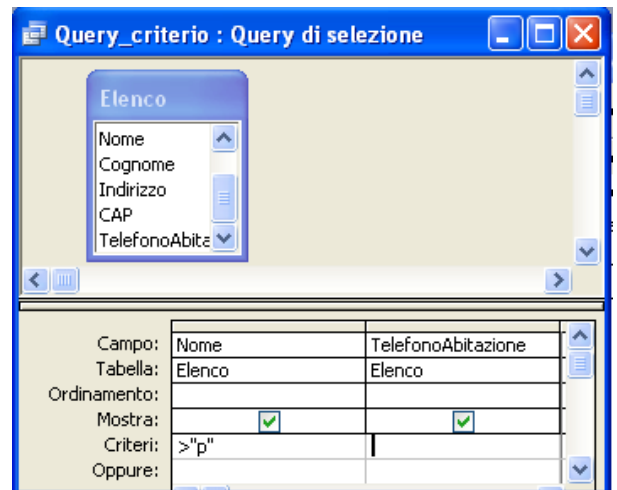 Query_criterio : Query di selezione
Elenco
Nome
Cognome
Indirizzo
CAP
TelefonoAbita
Campo: Nome TelefonoAbitazione
Tabella: Elenco Elenco
Ordinamento:
Mostra:
Criteri: >"p"
Oppure: